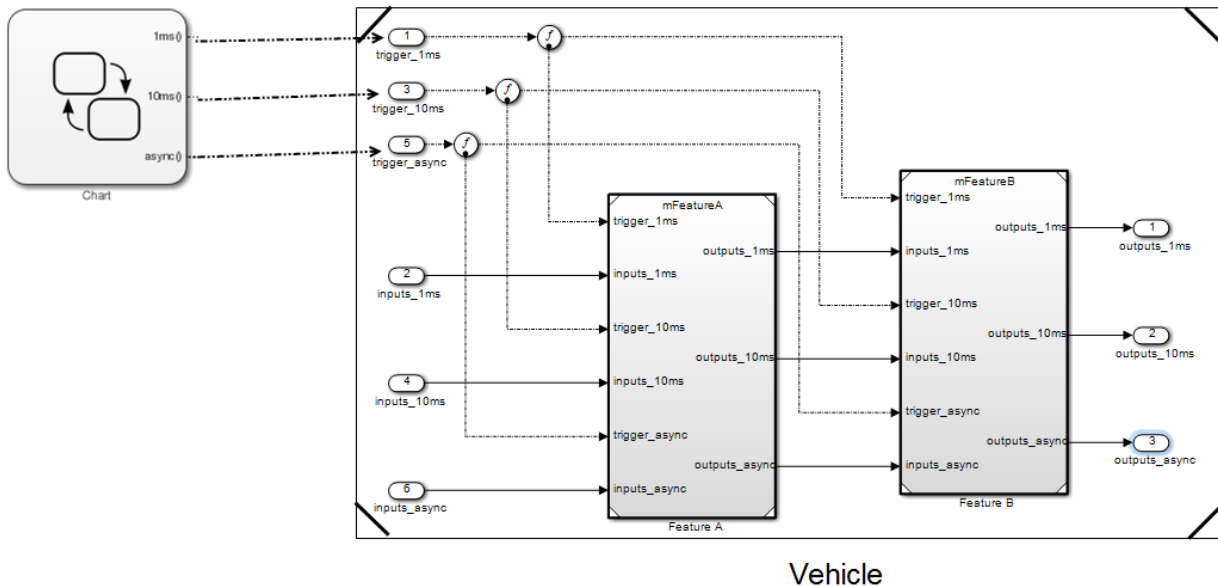 1ms()
10ms()
async()
Chart
1
trigger_1ms
f
3
trigger_10ms
f
5
trigger_async
f
2
inputs_1ms
4
inputs_10ms
6
inputs_async
mFeatureA
trigger_1ms
outputs_1ms
inputs_1ms
trigger_10ms
outputs_10ms
inputs_10ms
trigger_async
outputs_async
inputs_async
Feature A
mFeatureB
trigger_1ms
outputs_1ms
inputs_1ms
trigger_10ms
outputs_10ms
inputs_10ms
trigger_async
outputs_async
inputs_async
Feature B
1
outputs_1ms
2
outputs_10ms
3
outputs_async
Vehicle